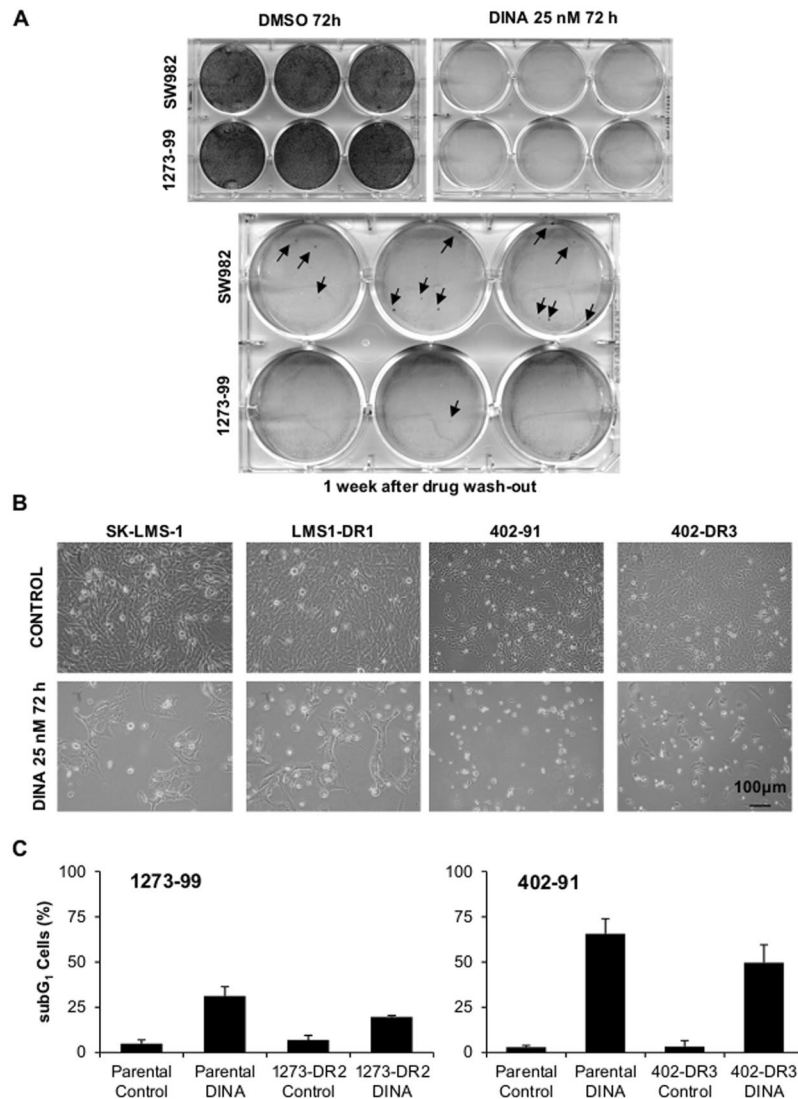 A
DMSO 72h
DINA 25 nM 72 h
SW982
1273-99
SW982
1273-99
1 week after drug wash-out
B
SK-LMS-1
LMS1-DR1
402-91
402-DR3
CONTROL
DINA 25 nM 72 h
100µm
C
1273-99
402-91
subG1 Cells (%)
100
75
50
25
0
100
75
50
25
0
Parental Control
Parental DINA
1273-DR2 Control
1273-DR2 DINA
Parental Control
Parental DINA
402-DR3 Control
402-DR3 DINA